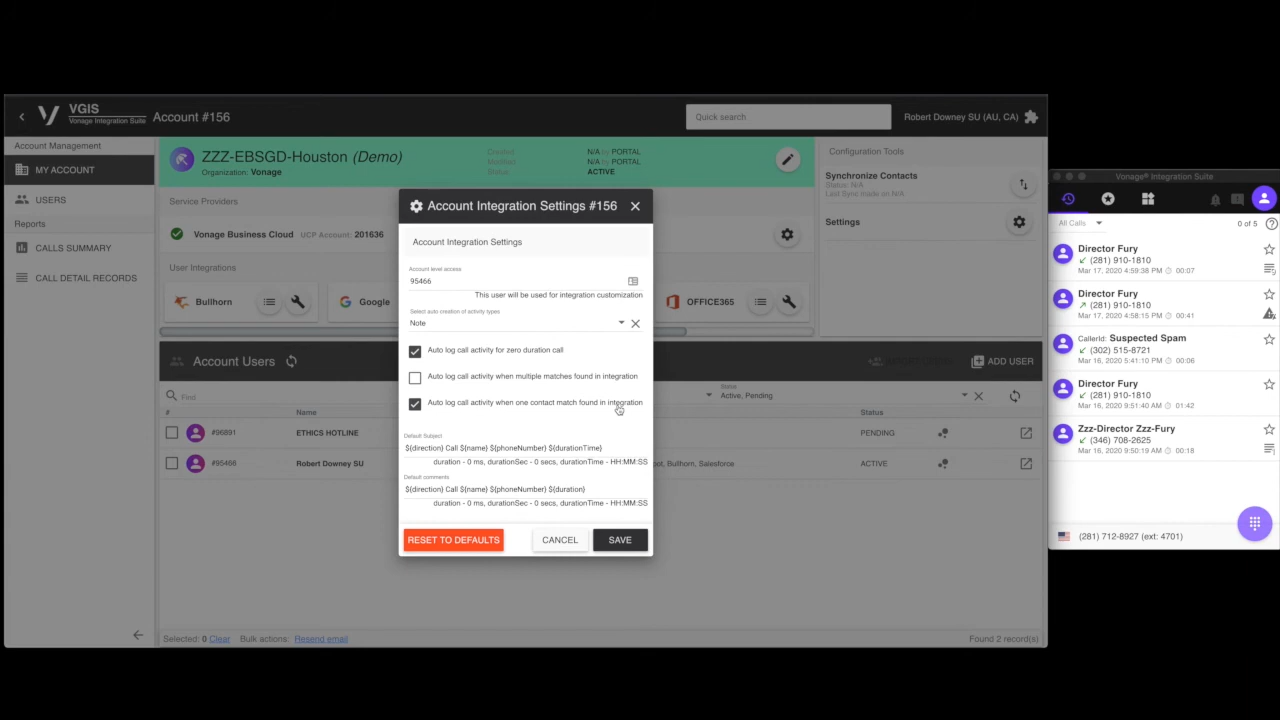 VGIS
Vonage Integration Suite
Account #156
Quick search
Robert Downey SU (AU, CA)
Account Management
MY ACCOUNT
USERS
Reports
CALLS SUMMARY
CALL DETAIL RECORDS
ZZZ-EBSGD-Houston (Demo)
Organization: Vonage
Created: N/A by PORTAL
Modified: N/A by PORTAL
Status: ACTIVE
Service Providers
Vonage Business Cloud UCP Account: 201636
User Integrations
Bullhorn
Google
OFFICE365
Configuration Tools
Synchronize Contacts
Status: N/A
Last Sync made on N/A
Settings
Account Users
ADD USER
Find
Status
Active, Pending
# Name Status
#96891 ETHICS HOTLINE PENDING
#95466 Robert Downey SU oot, Bullhorn, Salesforce ACTIVE
Selected: 0 Clear Bulk actions: Resend email
Found 2 record(s)
Account Integration Settings #156
Account Integration Settings
Account level access
95466
This user will be used for integration customization
Select auto creation of activity types
Note
Auto log call activity for zero duration call
Auto log call activity when multiple matches found in integration
Auto log call activity when one contact match found in integration
Default Subject
${direction} Call ${name} ${phoneNumber} ${durationTime}
duration - 0 ms, durationSec - 0 secs, durationTime - HH:MM:SS
Default comments
${direction} Call ${name} ${phoneNumber} ${duration}
duration - 0 ms, durationSec - 0 secs, durationTime - HH:MM:SS
RESET TO DEFAULTS
CANCEL
SAVE
Vonage® Integration Suite
All Calls
0 of 5
Director Fury
(281) 910-1810
Mar 17, 2020 4:59:38 PM 00:07
Director Fury
(281) 910-1810
Mar 17, 2020 4:58:15 PM 00:41
CallerId: Suspected Spam
(302) 515-8721
Mar 16, 2020 5:41:10 PM 00:06
Director Fury
(281) 910-1810
Mar 16, 2020 9:51:40 AM 01:42
Zzz-Director Zzz-Fury
(346) 708-2625
Mar 16, 2020 9:50:19 AM 00:18
(281) 712-8927 (ext: 4701)